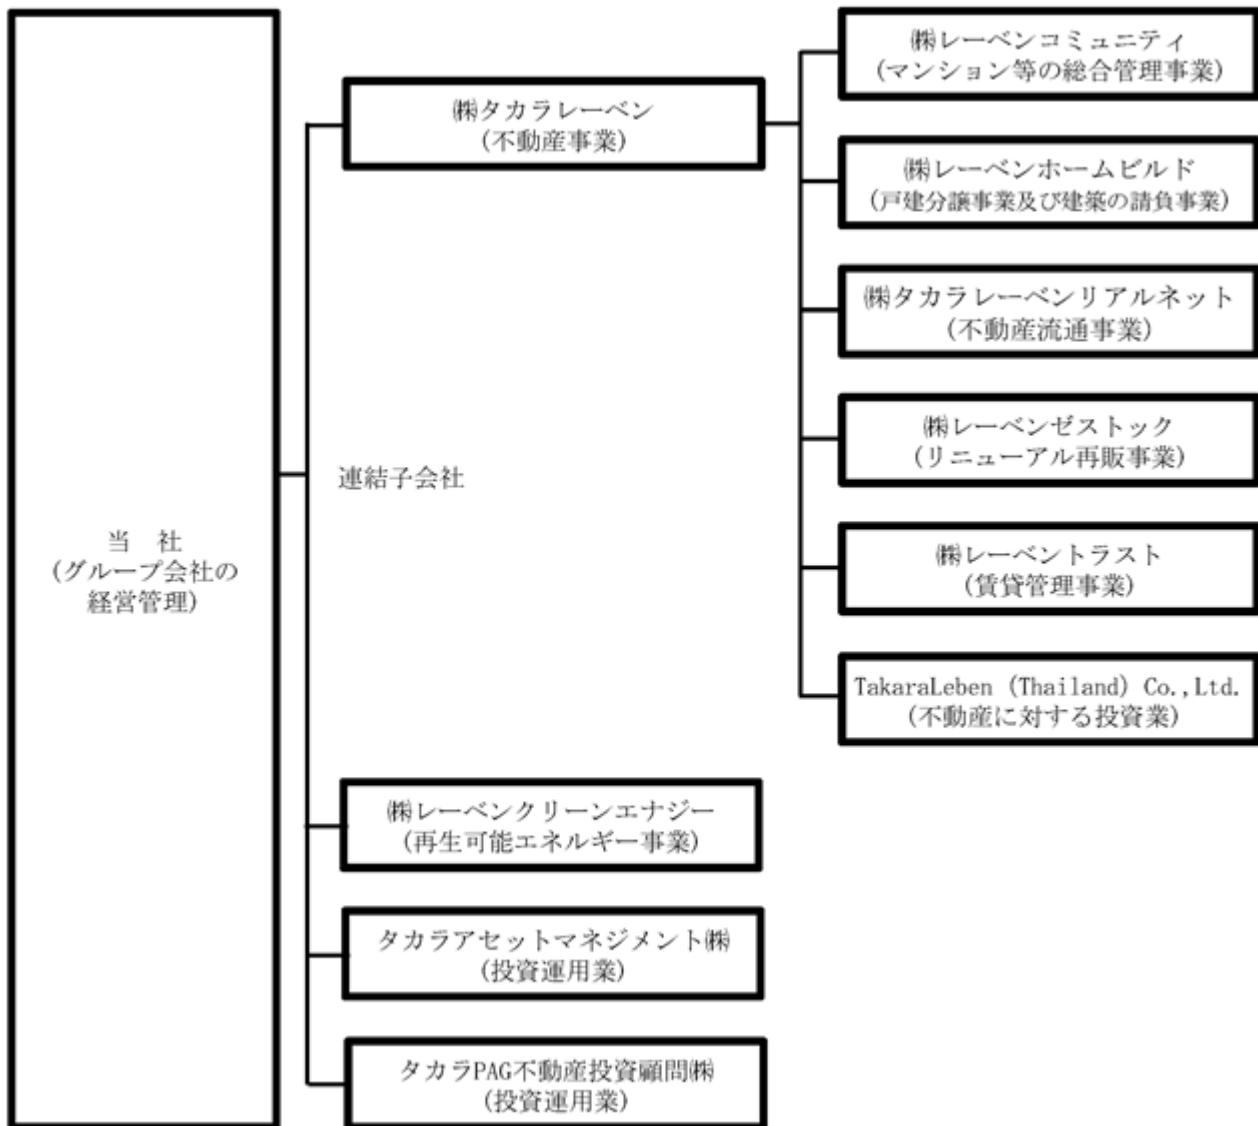 当　社
(グループ会社の
経営管理)
連結子会社
㈱タカラレーベン
(不動産事業)
㈱レーベンコミュニティ
(マンション等の総合管理事業)
㈱レーベンホームビルド
(戸建分譲事業及び建築の請負事業)
㈱タカラレーベンリアルネット
(不動産流通事業)
㈱レーベンゼストック
(リニューアル再販事業)
㈱レーベントラスト
(賃貸管理事業)
TakaraLeben (Thailand) Co.,Ltd.
(不動産に対する投資業)
㈱レーベンクリーンエナジー
(再生可能エネルギー事業)
タカラアセットマネジメント㈱
(投資運用業)
タカラPAG不動産投資顧問㈱
(投資運用業)